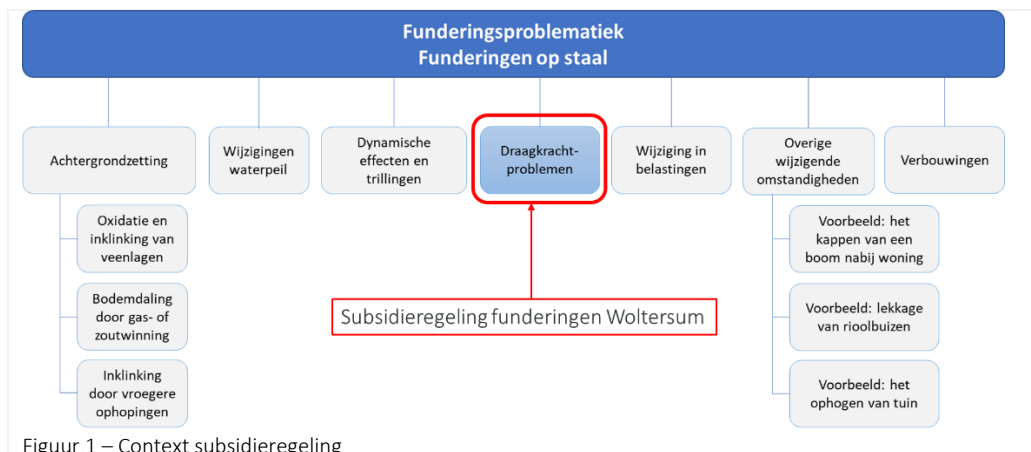 Funderingsproblematiek
Funderingen op staal
Achtergrondzetting
Wijzigingen
waterpeil
Dynamische
effecten en
trillingen
Draagkracht-
problemen
Wijziging in
belastingen
Overige
wijzigende
omstandigheden
Verbouwingen
Oxidatie en
inklinking van
veenlagen
Bodemdaling
door gas- of
zoutwinning
Inklinking
door vroegere
ophopingen
Subsidieregeling funderingen Woltersum
Voorbeeld: het
kappen van een
boom nabij woning
Voorbeeld: lekkage
van rioolbuizen
Voorbeeld: het
ophogen van tuin
Figuur 1 – Context subsidieregeling